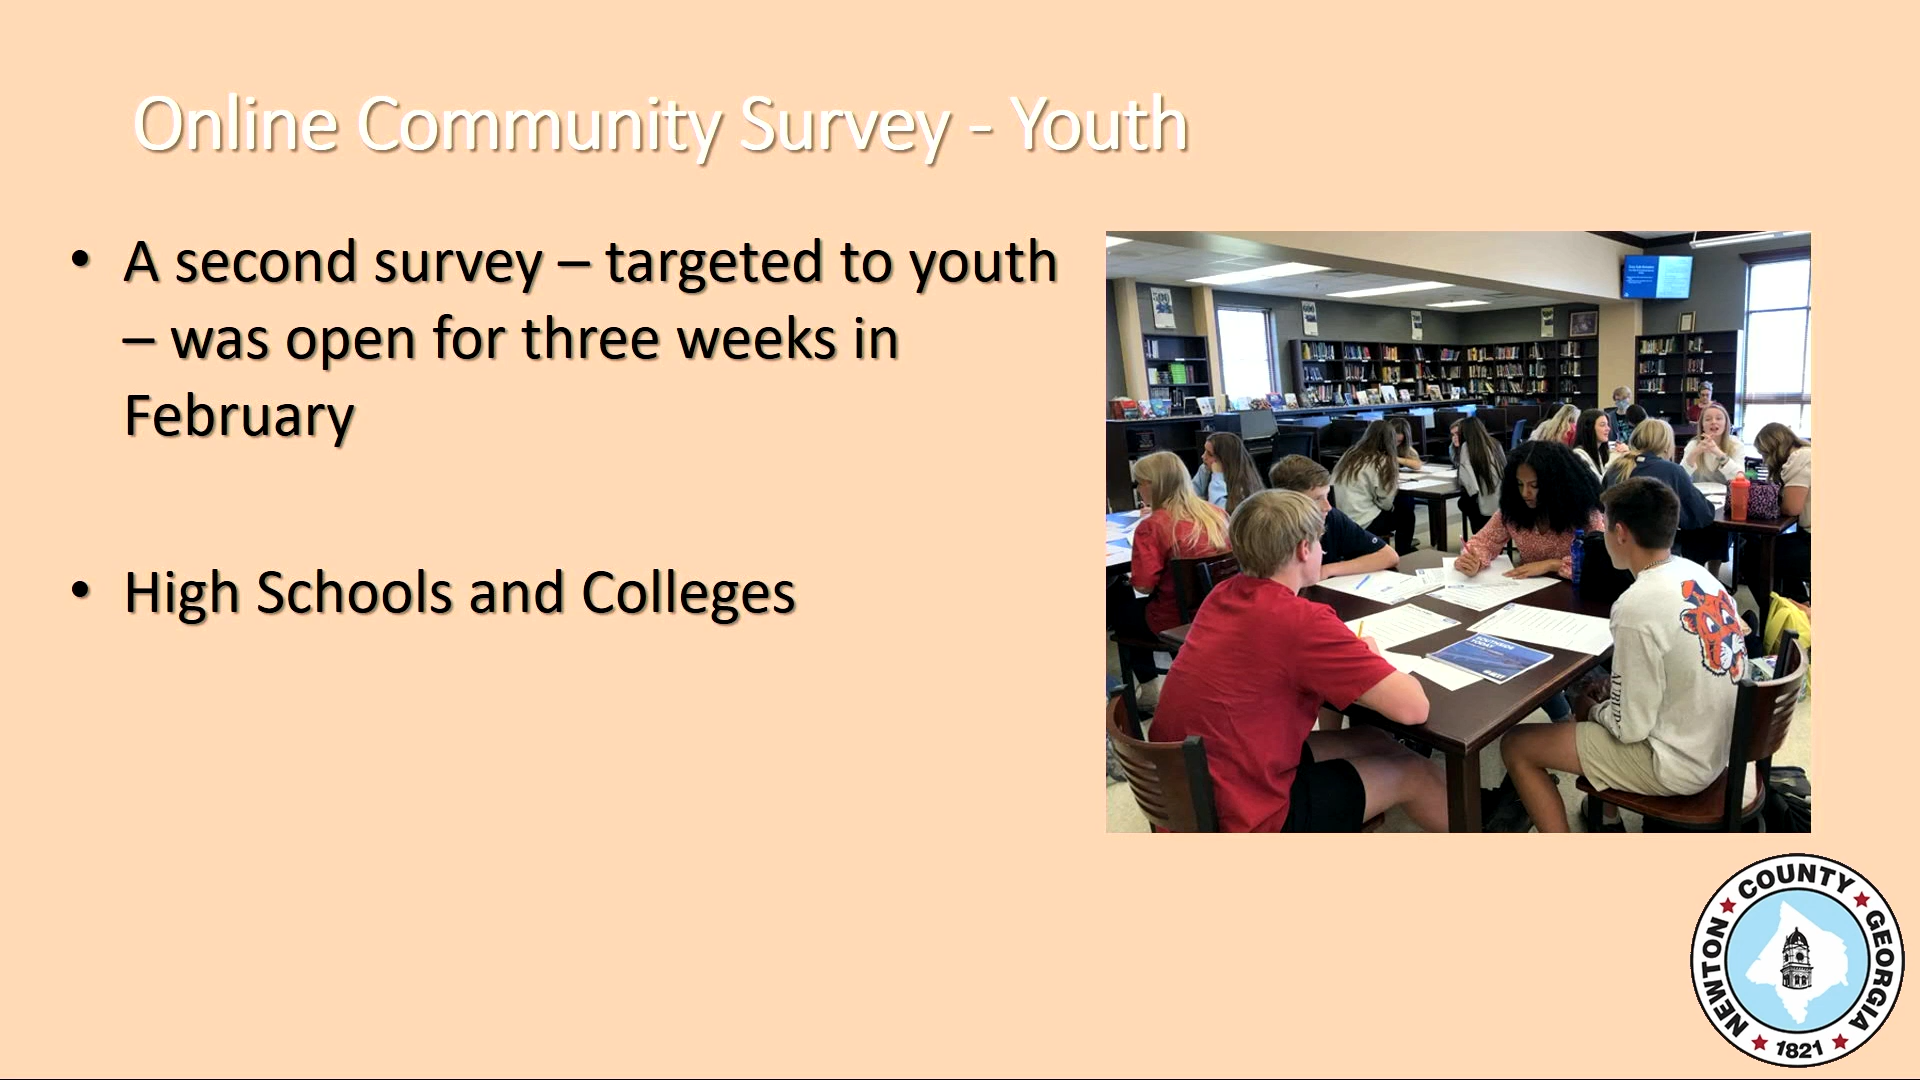 Online Community Survey - Youth
• A second survey – targeted to youth
– was open for three weeks in
February
• High Schools and Colleges
NEWTON COUNTY GEORGIA
1821